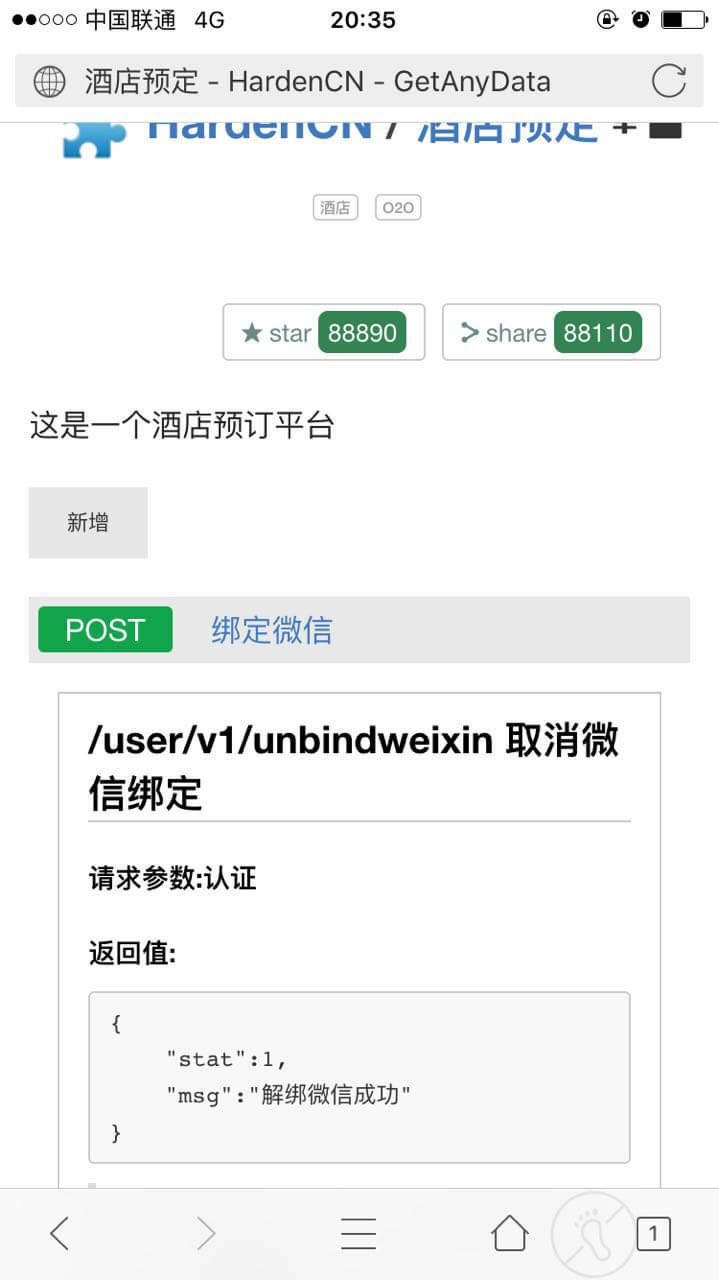 中国联通 4G 20:35
酒店预定 - HardenCN - GetAnyData
HardenCN / 酒店预定 +
酒店 O2O
star 88890 share 88110
这是一个酒店预订平台
新增
POST 绑定微信
/user/v1/unbindweixin 取消微
信绑定
请求参数:认证
返回值:
{
"stat":1,
"msg":"解绑微信成功"
}
1